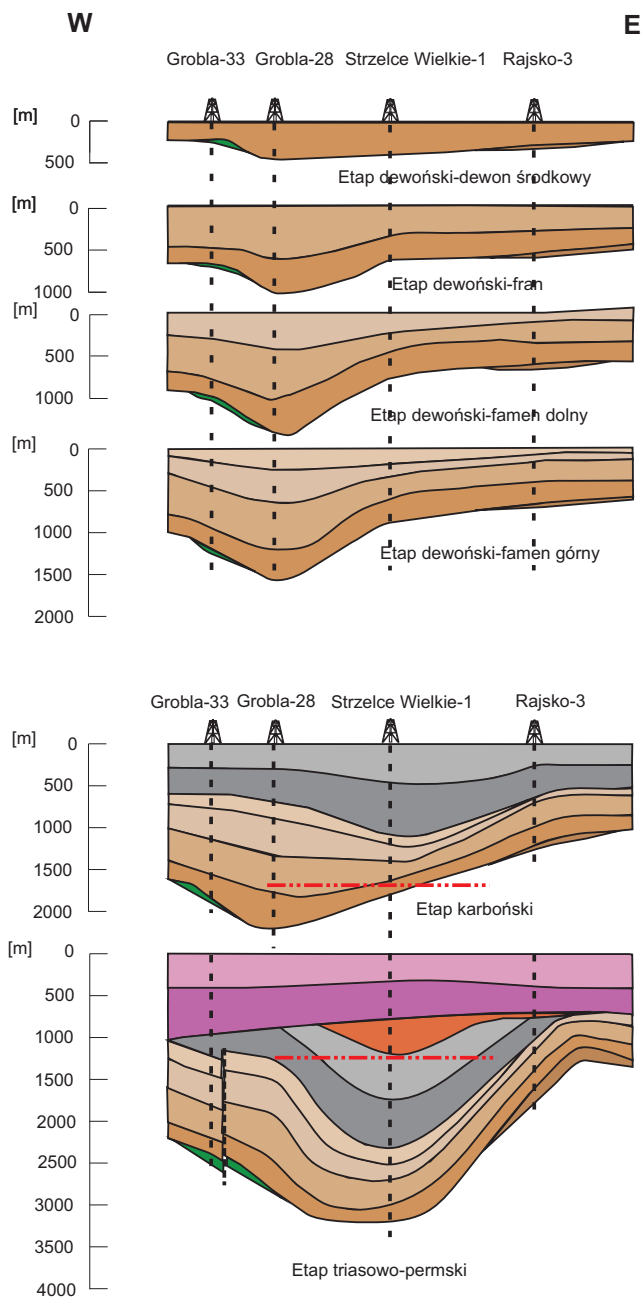 W E
Grobla-33 Grobla-28 Strzelce Wielkie-1 Rajsko-3
[m] 0
500
Etap dewoński-dewon środkowy
[m] 0
500
1000
Etap dewoński-fran
[m] 0
500
1000
Etap dewoński-famen dolny
[m] 0
500
1000
1500
2000
Etap dewoński-famen górny
Grobla-33 Grobla-28 Strzelce Wielkie-1 Rajsko-3
[m] 0
500
1000
1500
2000
Etap karboński
[m] 0
500
1000
1500
2000
2500
3000
3500
4000
Etap triasowo-permski